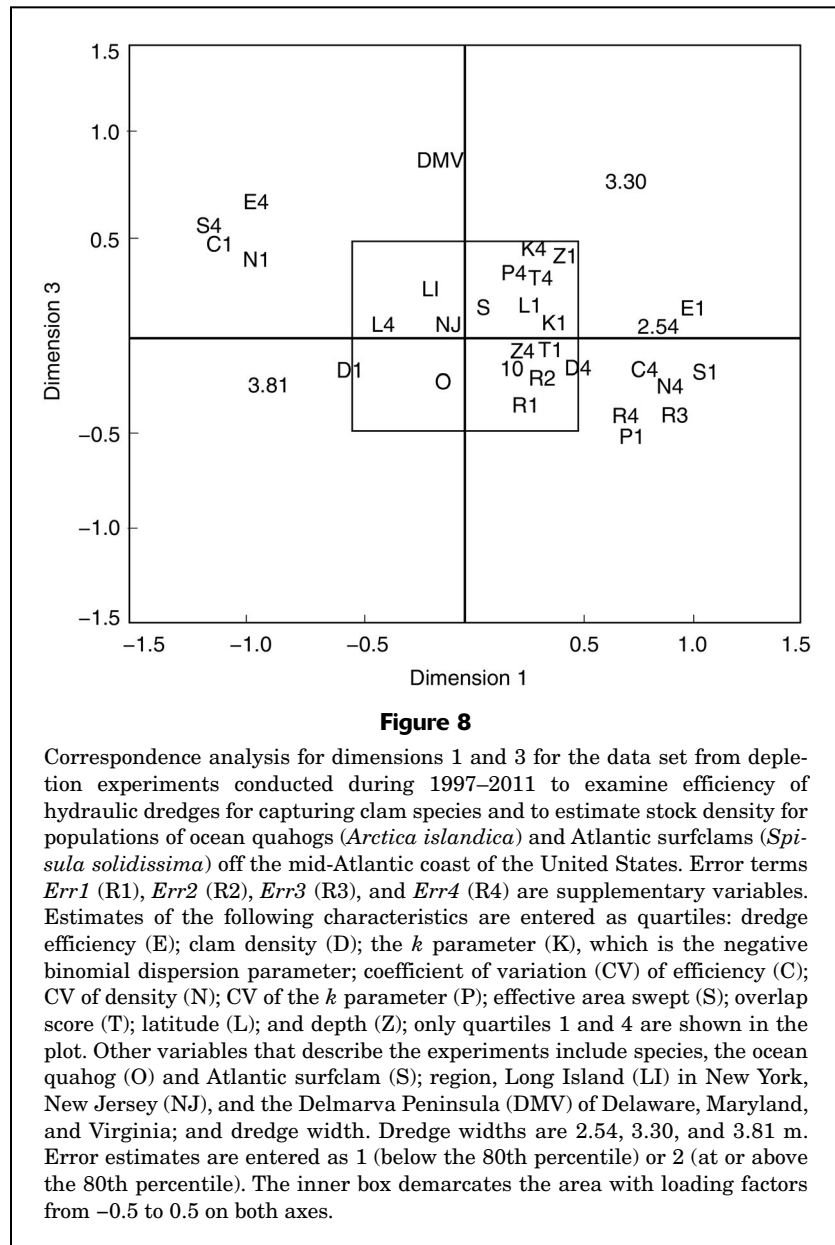 1.5
1.0
DMV
3.30
E4
S4
0.5
C1
K4
N1
Z1
P4
T4
LI
S
L1
E1
L4
NJ
K1
2.54
Z4 T1
D1
10
D4
C4
S1
3.81
O
R2
N4
R1
R4
R3
−0.5
P1
−1.0
−1.5
Dimension 3
−1.5
−1.0
−0.5
0.5
1.0
1.5
Dimension 1
Figure 8
Correspondence analysis for dimensions 1 and 3 for the data set from deple-
tion experiments conducted during 1997–2011 to examine efficiency of
hydraulic dredges for capturing clam species and to estimate stock density for
populations of ocean quahogs (Arctica islandica) and Atlantic surfclams (Spi-
sula solidissima) off the mid-Atlantic coast of the United States. Error terms
Err1 (R1), Err2 (R2), Err3 (R3), and Err4 (R4) are supplementary variables.
Estimates of the following characteristics are entered as quartiles: dredge
efficiency (E); clam density (D); the k parameter (K), which is the negative
binomial dispersion parameter; coefficient of variation (CV) of efficiency (C);
CV of density (N); CV of the k parameter (P); effective area swept (S); overlap
score (T); latitude (L); and depth (Z); only quartiles 1 and 4 are shown in the
plot. Other variables that describe the experiments include species, the ocean
quahog (O) and Atlantic surfclam (S); region, Long Island (LI) in New York,
New Jersey (NJ), and the Delmarva Peninsula (DMV) of Delaware, Maryland,
and Virginia; and dredge width. Dredge widths are 2.54, 3.30, and 3.81 m.
Error estimates are entered as 1 (below the 80th percentile) or 2 (at or above
the 80th percentile). The inner box demarcates the area with loading factors
from −0.5 to 0.5 on both axes.